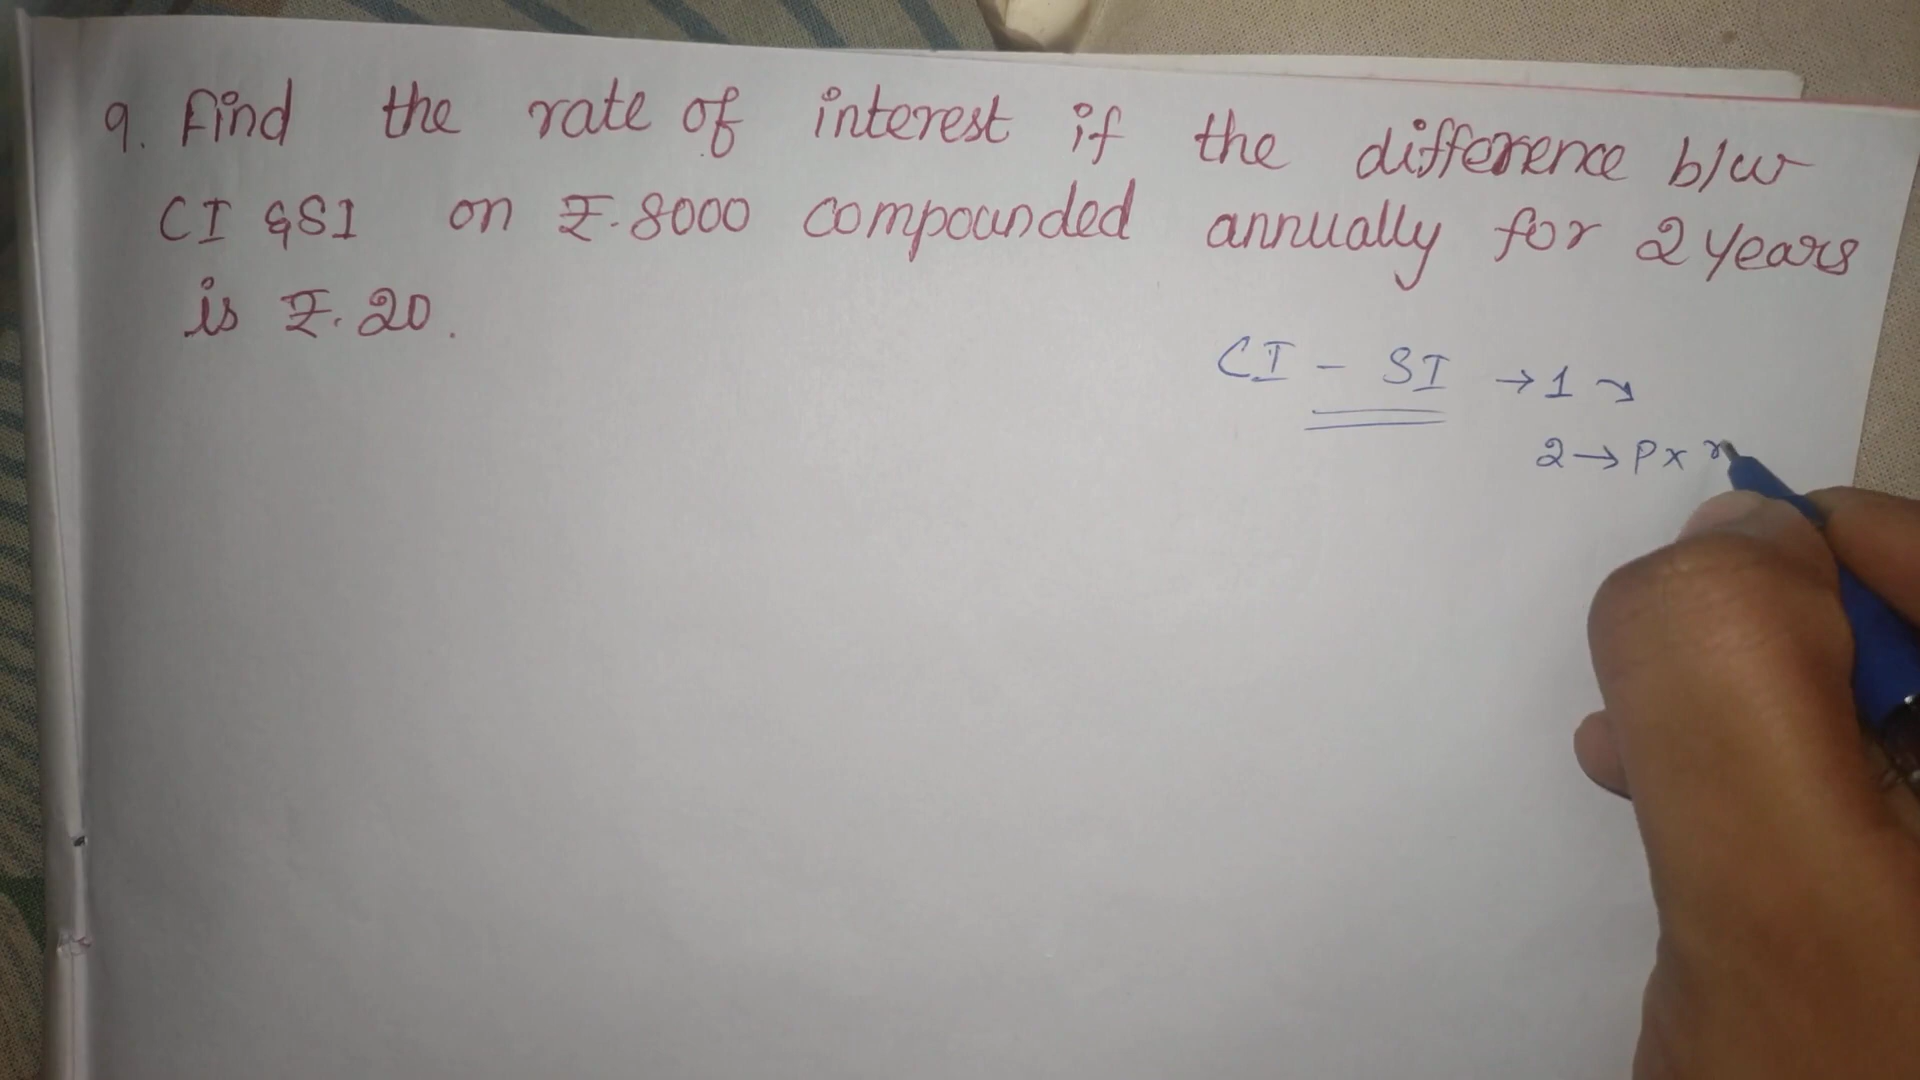 9. Find the rate of interest if the difference b/w
CI & SI on ₹.8000 compounded annually for 2 years
is ₹.20.
CI - SI → 1 ↘
2 → P x r